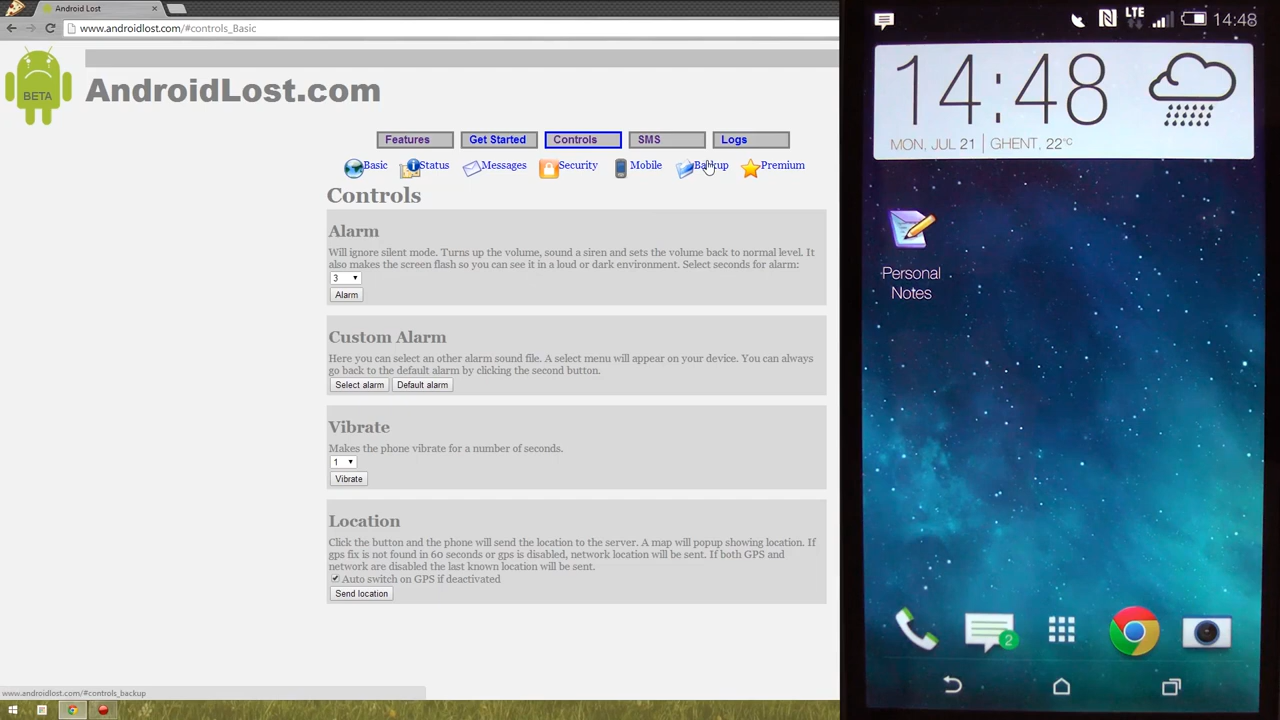 Android Lost
www.androidlost.com/#controls_Basic
BETA
AndroidLost.com
Features Get Started Controls SMS Logs
Basic Status Messages Security Mobile Backup Premium
Controls
Alarm
Will ignore silent mode. Turns up the volume, sound a siren and sets the volume back to normal level. It
also makes the screen flash so you can see it in a loud or dark environment. Select seconds for alarm:
3
Alarm
Custom Alarm
Here you can select an other alarm sound file. A select menu will appear on your device. You can always
go back to the default alarm by clicking the second button.
Select alarm Default alarm
Vibrate
Makes the phone vibrate for a number of seconds.
1
Vibrate
Location
Click the button and the phone will send the location to the server. A map will popup showing location. If
gps fix is not found in 60 seconds or gps is disabled, network location will be sent. If both GPS and
network are disabled the last known location will be sent.
Auto switch on GPS if deactivated
Send location
www.androidlost.com/#controls_backup
LTE 14:48
14:48
MON, JUL 21 | GHENT, 22°C
Personal
Notes
2